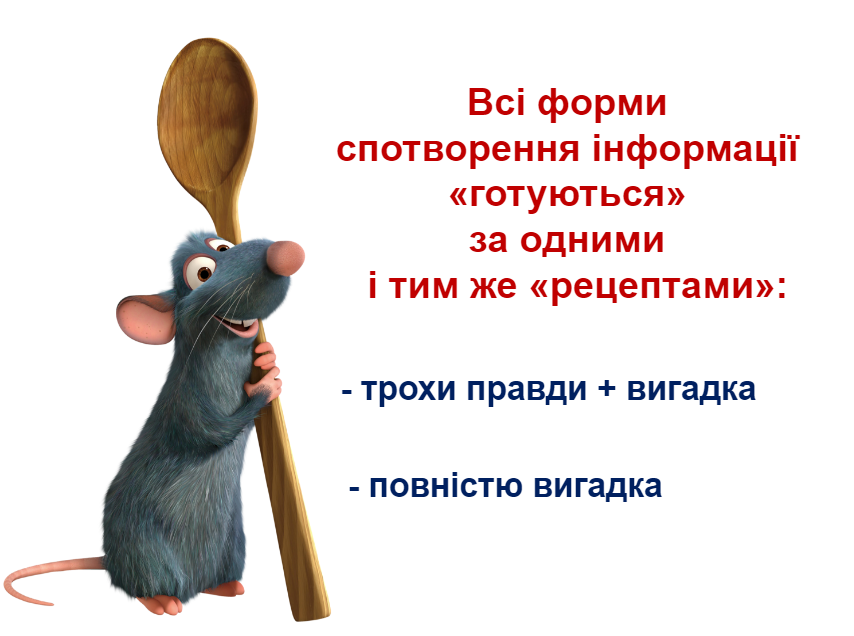 Всі форми
спотворення інформації
«готуються»
за одними
і тим же «рецептами»:
- трохи правди + вигадка
- повністю вигадка